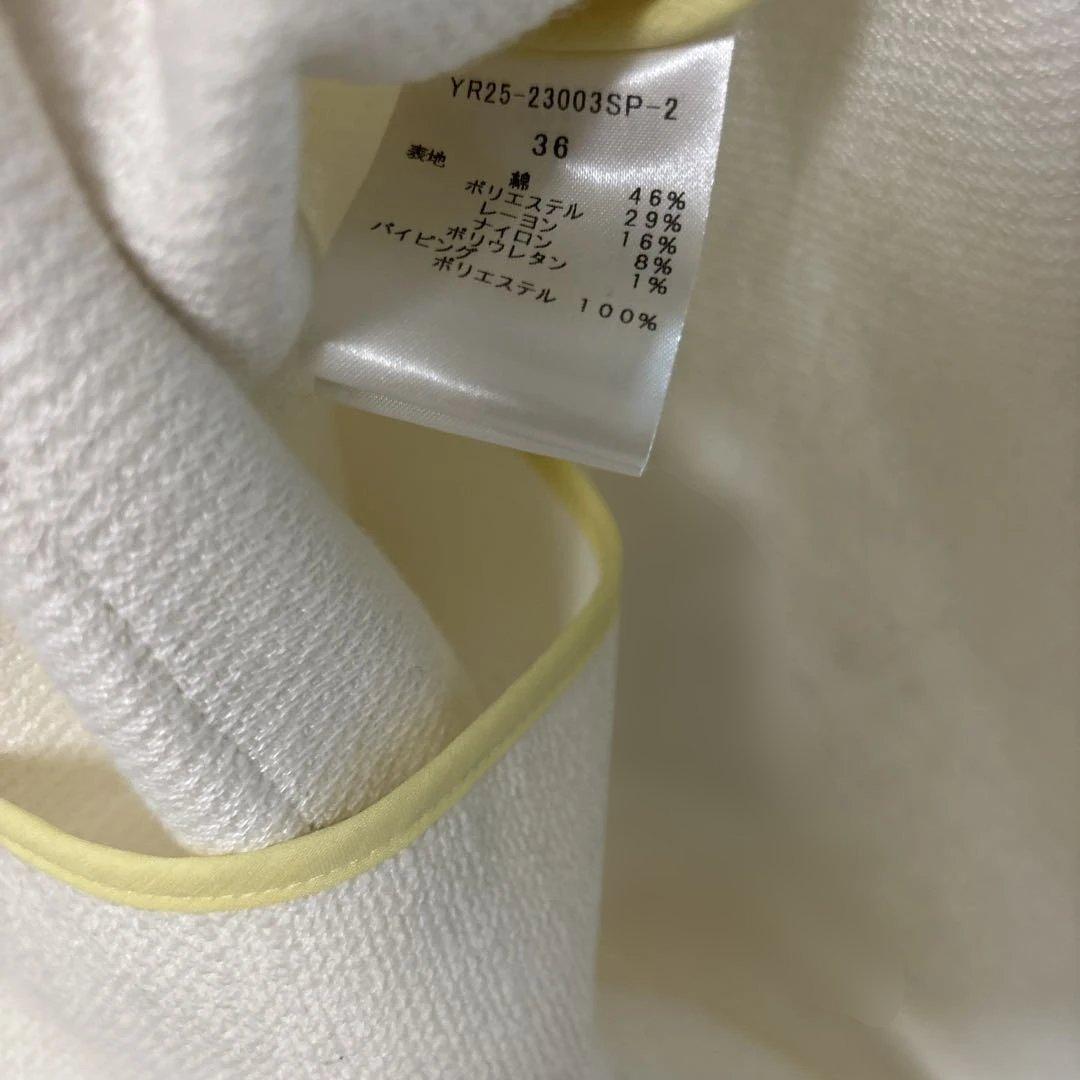 YR25-23003SP-2
36
表地
綿 46%
ポリエステル 29%
レーヨン 16%
ナイロン 8%
ポリウレタン 1%
パイピング
ポリエステル 100%